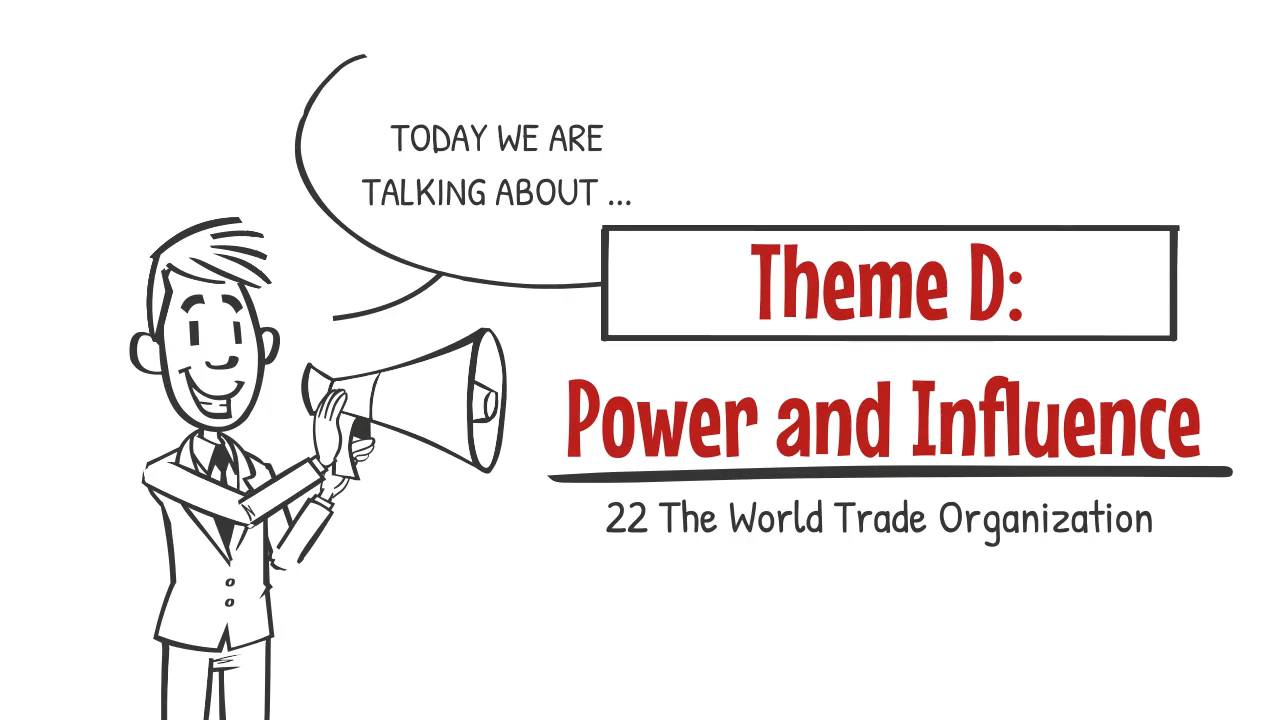 TODAY WE ARE
TALKING ABOUT ...
Theme D:
Power and Influence
22 The World Trade Organization